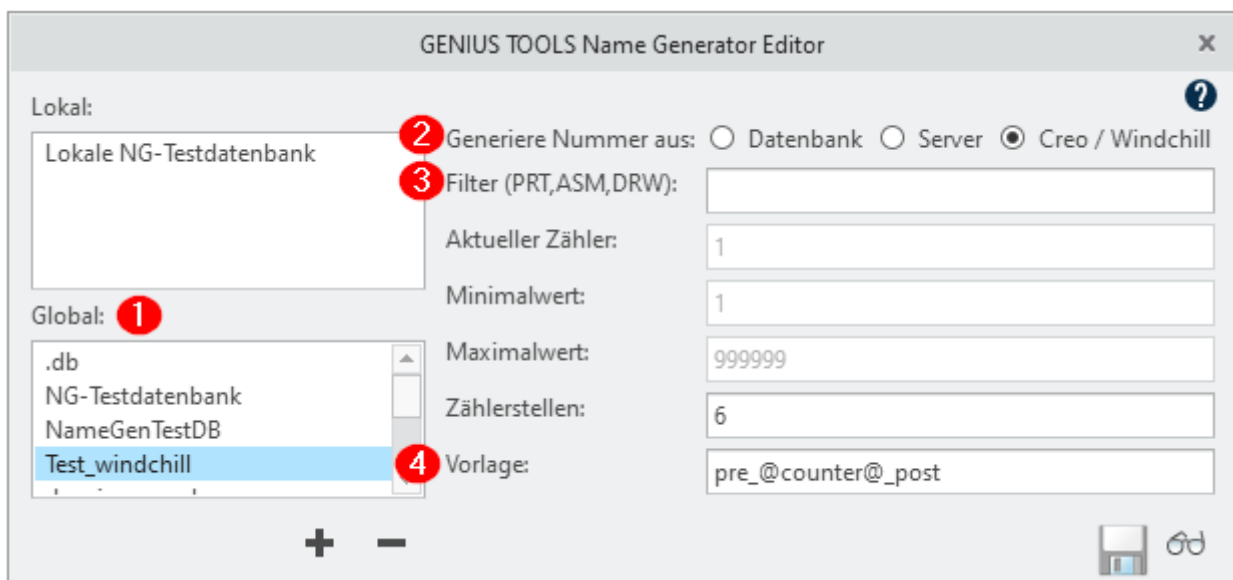 GENIUS TOOLS Name Generator Editor
Lokal:
Lokale NG-Testdatenbank
2 Generiere Nummer aus: Datenbank Server Creo / Windchill
3 Filter (PRT,ASM,DRW):
Aktueller Zähler: 1
Minimalwert: 1
Global: 1
Maximalwert: 999999
.db
NG-Testdatenbank
NameGenTestDB
Zählerstellen: 6
Test_windchill
4 Vorlage: pre_@counter@_post